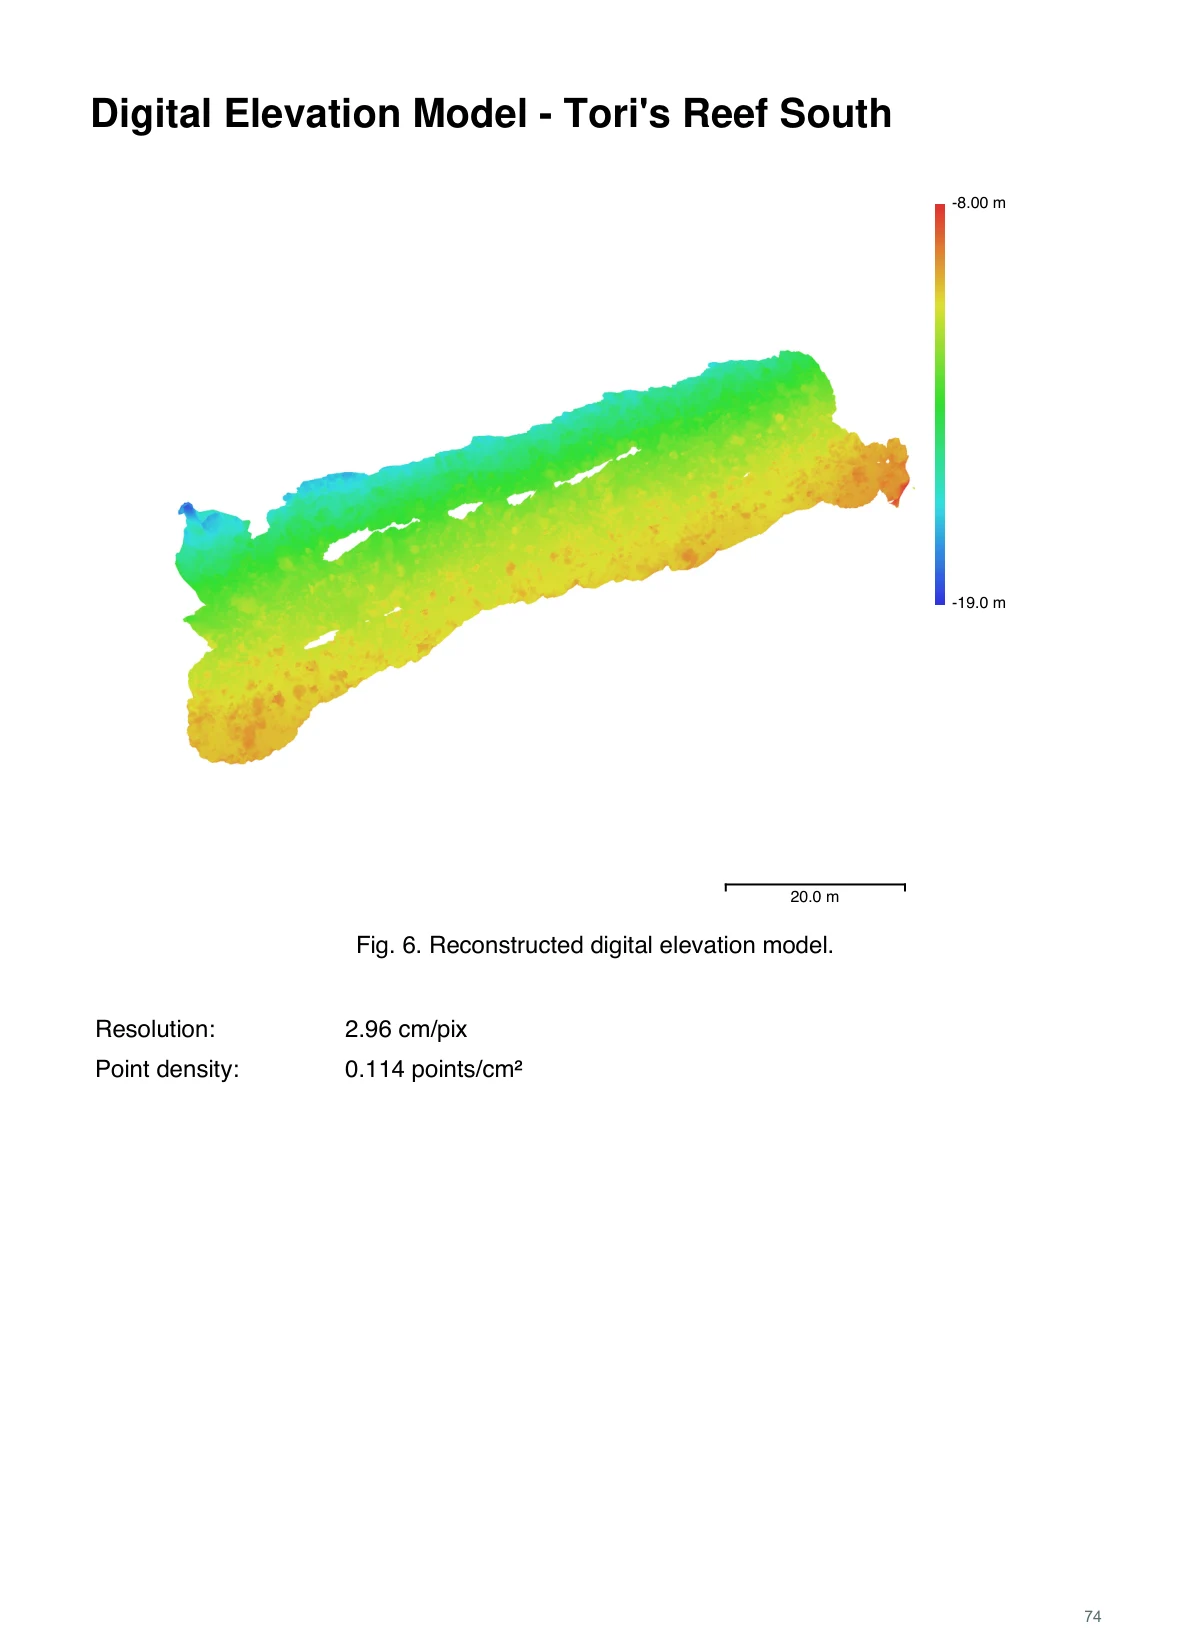 Digital Elevation Model - Tori's Reef South
-8.00 m
-19.0 m
20.0 m
Fig. 6. Reconstructed digital elevation model.
Resolution: 2.96 cm/pix
Point density: 0.114 points/cm²
74